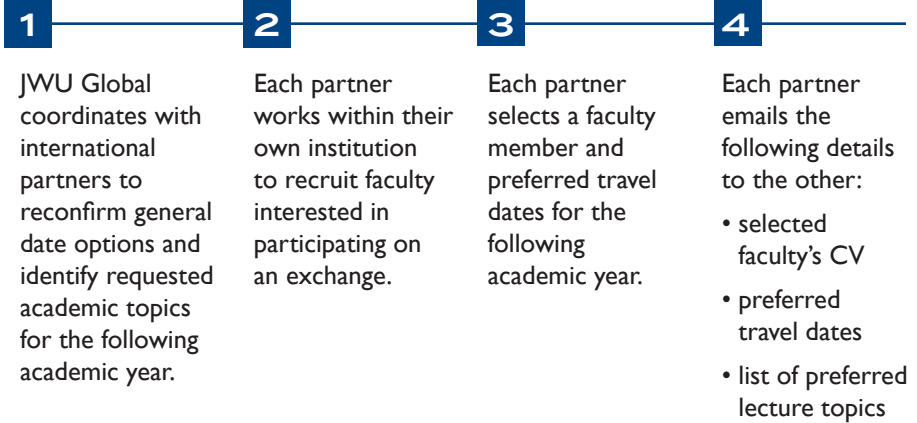 1
JWU Global
coordinates with
international
partners to
reconfirm general
date options and
identify requested
academic topics
for the following
academic year.
2
Each partner
works within their
own institution
to recruit faculty
interested in
participating on
an exchange.
3
Each partner
selects a faculty
member and
preferred travel
dates for the
following
academic year.
4
Each partner
emails the
following details
to the other:
• selected
faculty’s CV
• preferred
travel dates
• list of preferred
lecture topics